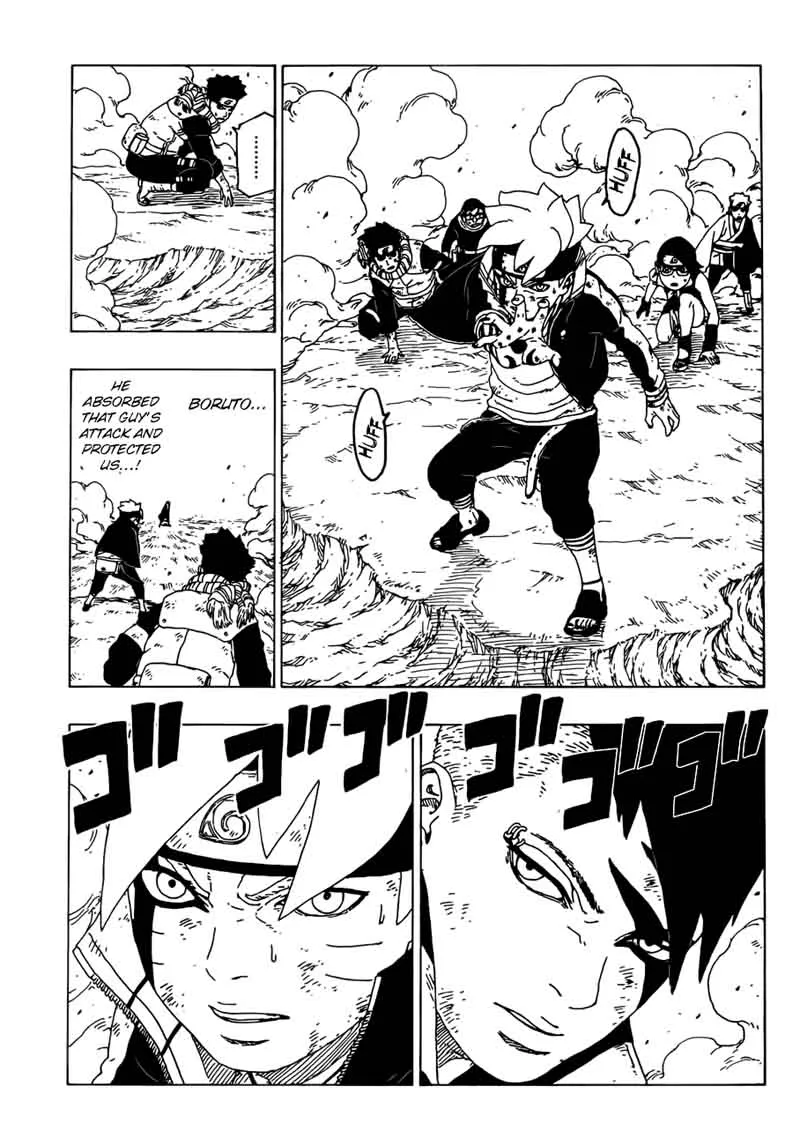 HUFF
HUFF
………
BORUTO...
HE
ABSORBED
THAT GUY'S
ATTACK AND
PROTECTED
US...!
ゴゴゴ
ゴゴゴ